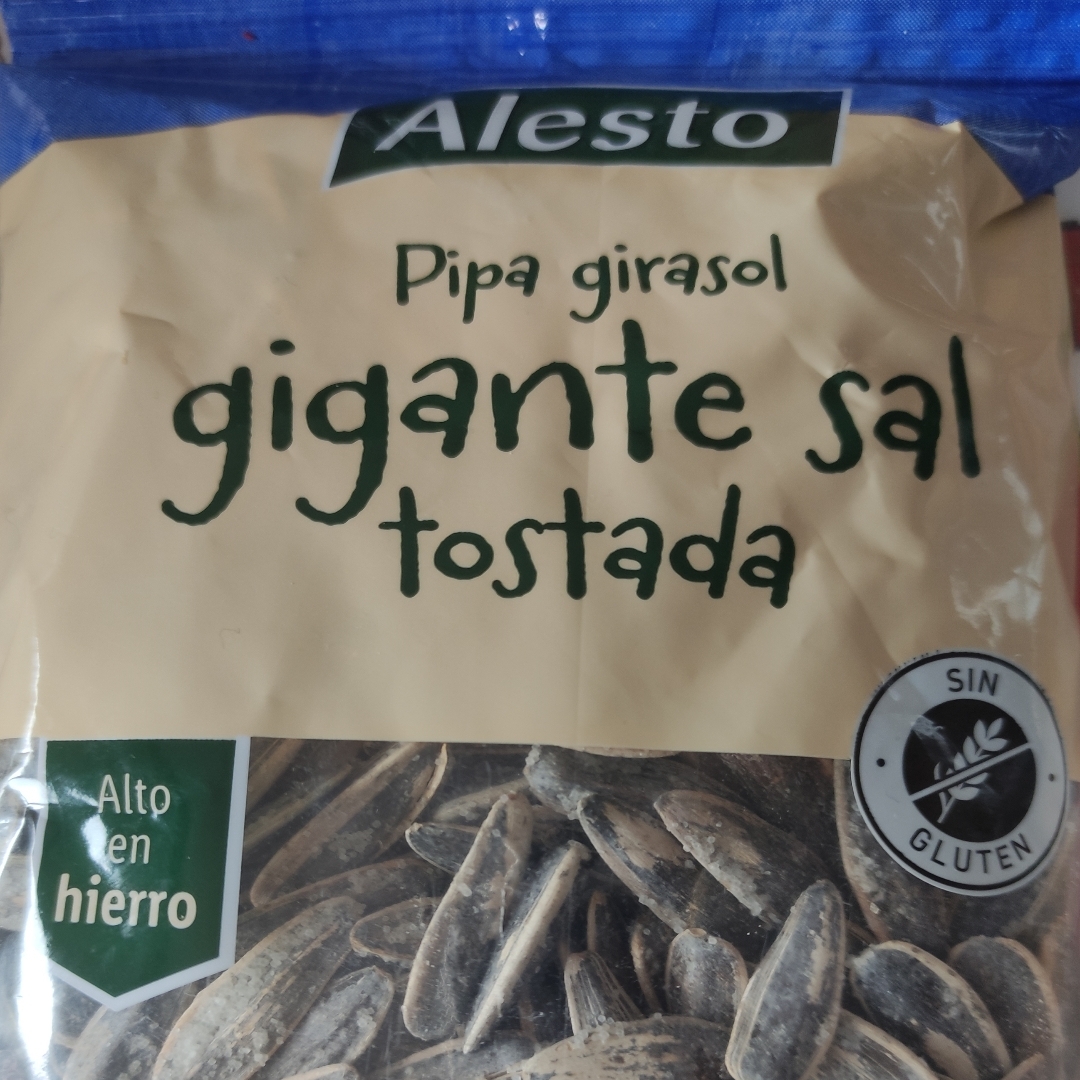 Alesto
Pipa girasol
gigante sal
tostada
SIN
GLUTEN
Alto
en
hierro